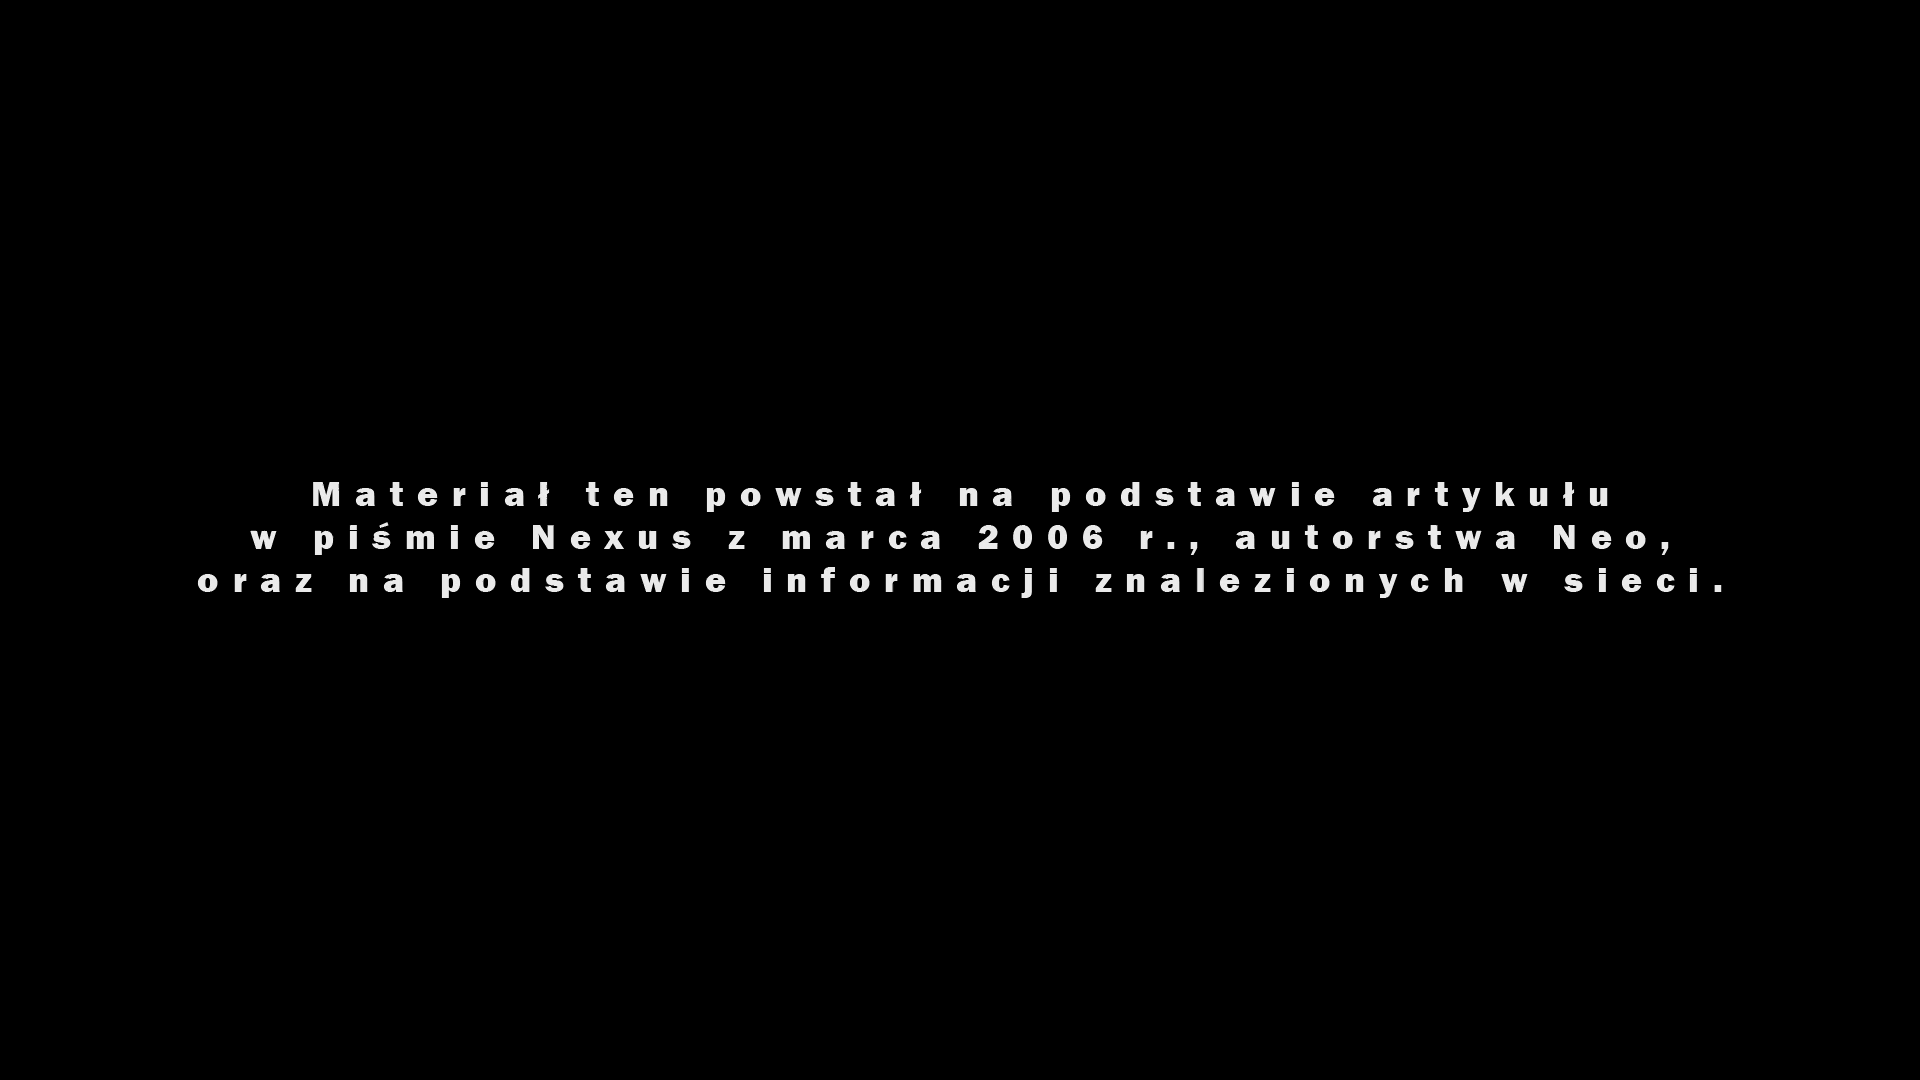 Materiał ten powstał na podstawie artykułu
w piśmie Nexus z marca 2006 r., autorstwa Neo,
oraz na podstawie informacji znalezionych w sieci.